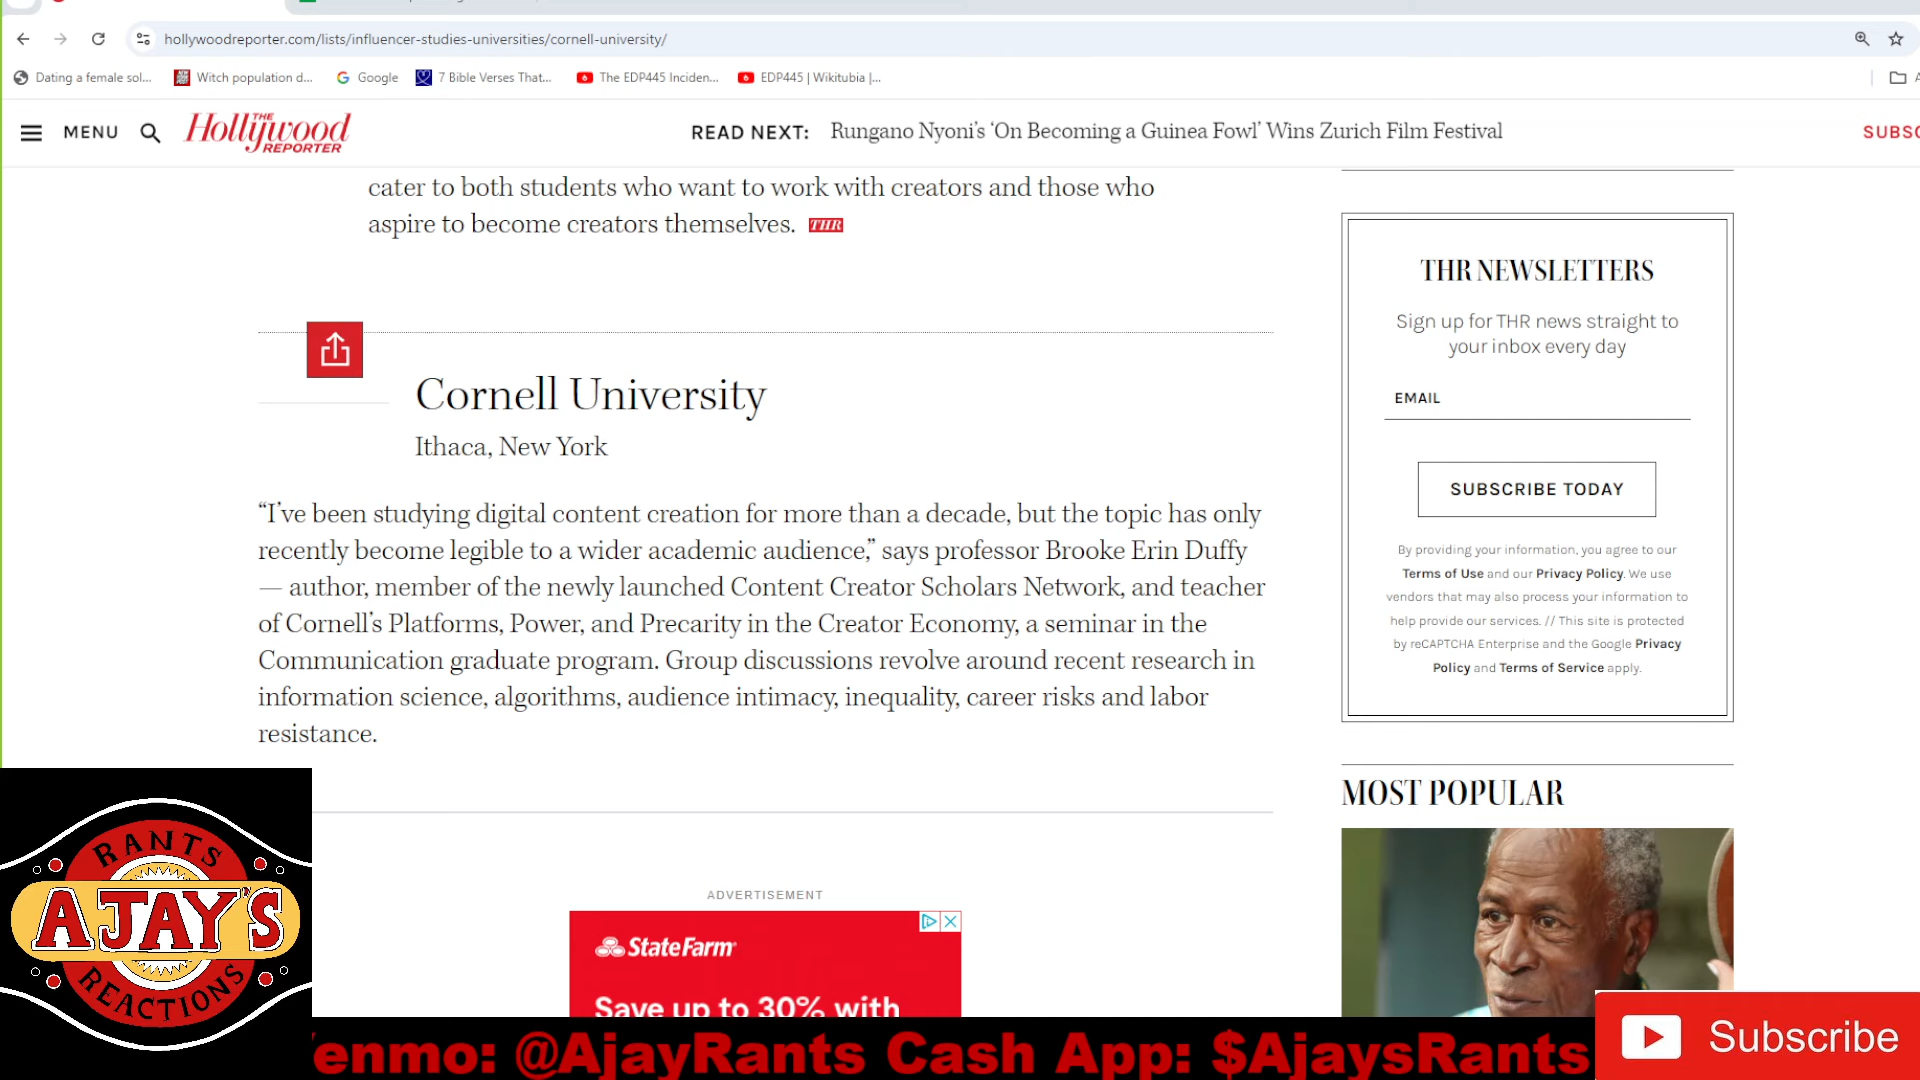 hollywoodreporter.com/lists/influencer-studies-universities/cornell-university/
Dating a female sol... Witch population d... Google 7 Bible Verses That... The EDP445 Inciden... EDP445 | Wikitubia |...
MENU THE Hollywood REPORTER READ NEXT: Rungano Nyoni’s ‘On Becoming a Guinea Fowl’ Wins Zurich Film Festival
cater to both students who want to work with creators and those who
aspire to become creators themselves. THR
Cornell University
Ithaca, New York
“I’ve been studying digital content creation for more than a decade, but the topic has only
recently become legible to a wider academic audience,” says professor Brooke Erin Duffy
— author, member of the newly launched Content Creator Scholars Network, and teacher
of Cornell’s Platforms, Power, and Precarity in the Creator Economy, a seminar in the
Communication graduate program. Group discussions revolve around recent research in
information science, algorithms, audience intimacy, inequality, career risks and labor
resistance.
THR NEWSLETTERS
Sign up for THR news straight to
your inbox every day
EMAIL
SUBSCRIBE TODAY
By providing your information, you agree to our
Terms of Use and our Privacy Policy. We use
vendors that may also process your information to
help provide our services. // This site is protected
by reCAPTCHA Enterprise and the Google Privacy
Policy and Terms of Service apply.
MOST POPULAR
ADVERTISEMENT
StateFarm
Save up to 30% with
RANTS
AJAY'S
REACTIONS
enmo: @AjayRants Cash App: $AjaysRants
Subscribe